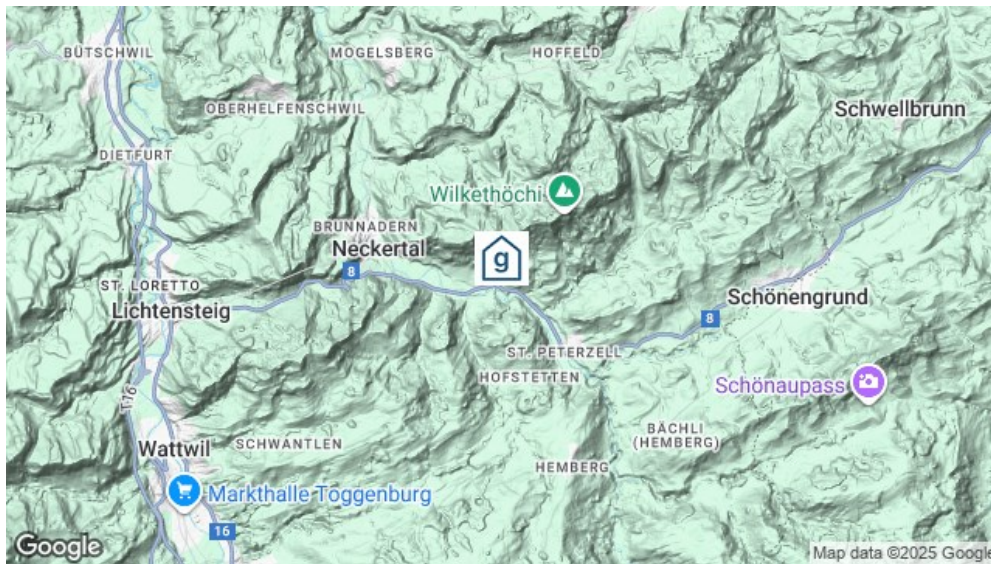 BÜTSCHWIL
MOGELSBERG
HOFFELD
OBERHELFENSCHWIL
Schwellbrunn
DIETFURT
Wilkethöchi
BRUNNADERN
Neckertal
g
8
ST. LORETTO
Lichtensteig
Schönengrund
8
ST. PETERZELL
HOFSTETTEN
Schönaupass
T16
BÄCHLI
(HEMBERG)
Wattwil
SCHWANTLEN
HEMBERG
Markthalle Toggenburg
16
Google
Map data ©2025 Google